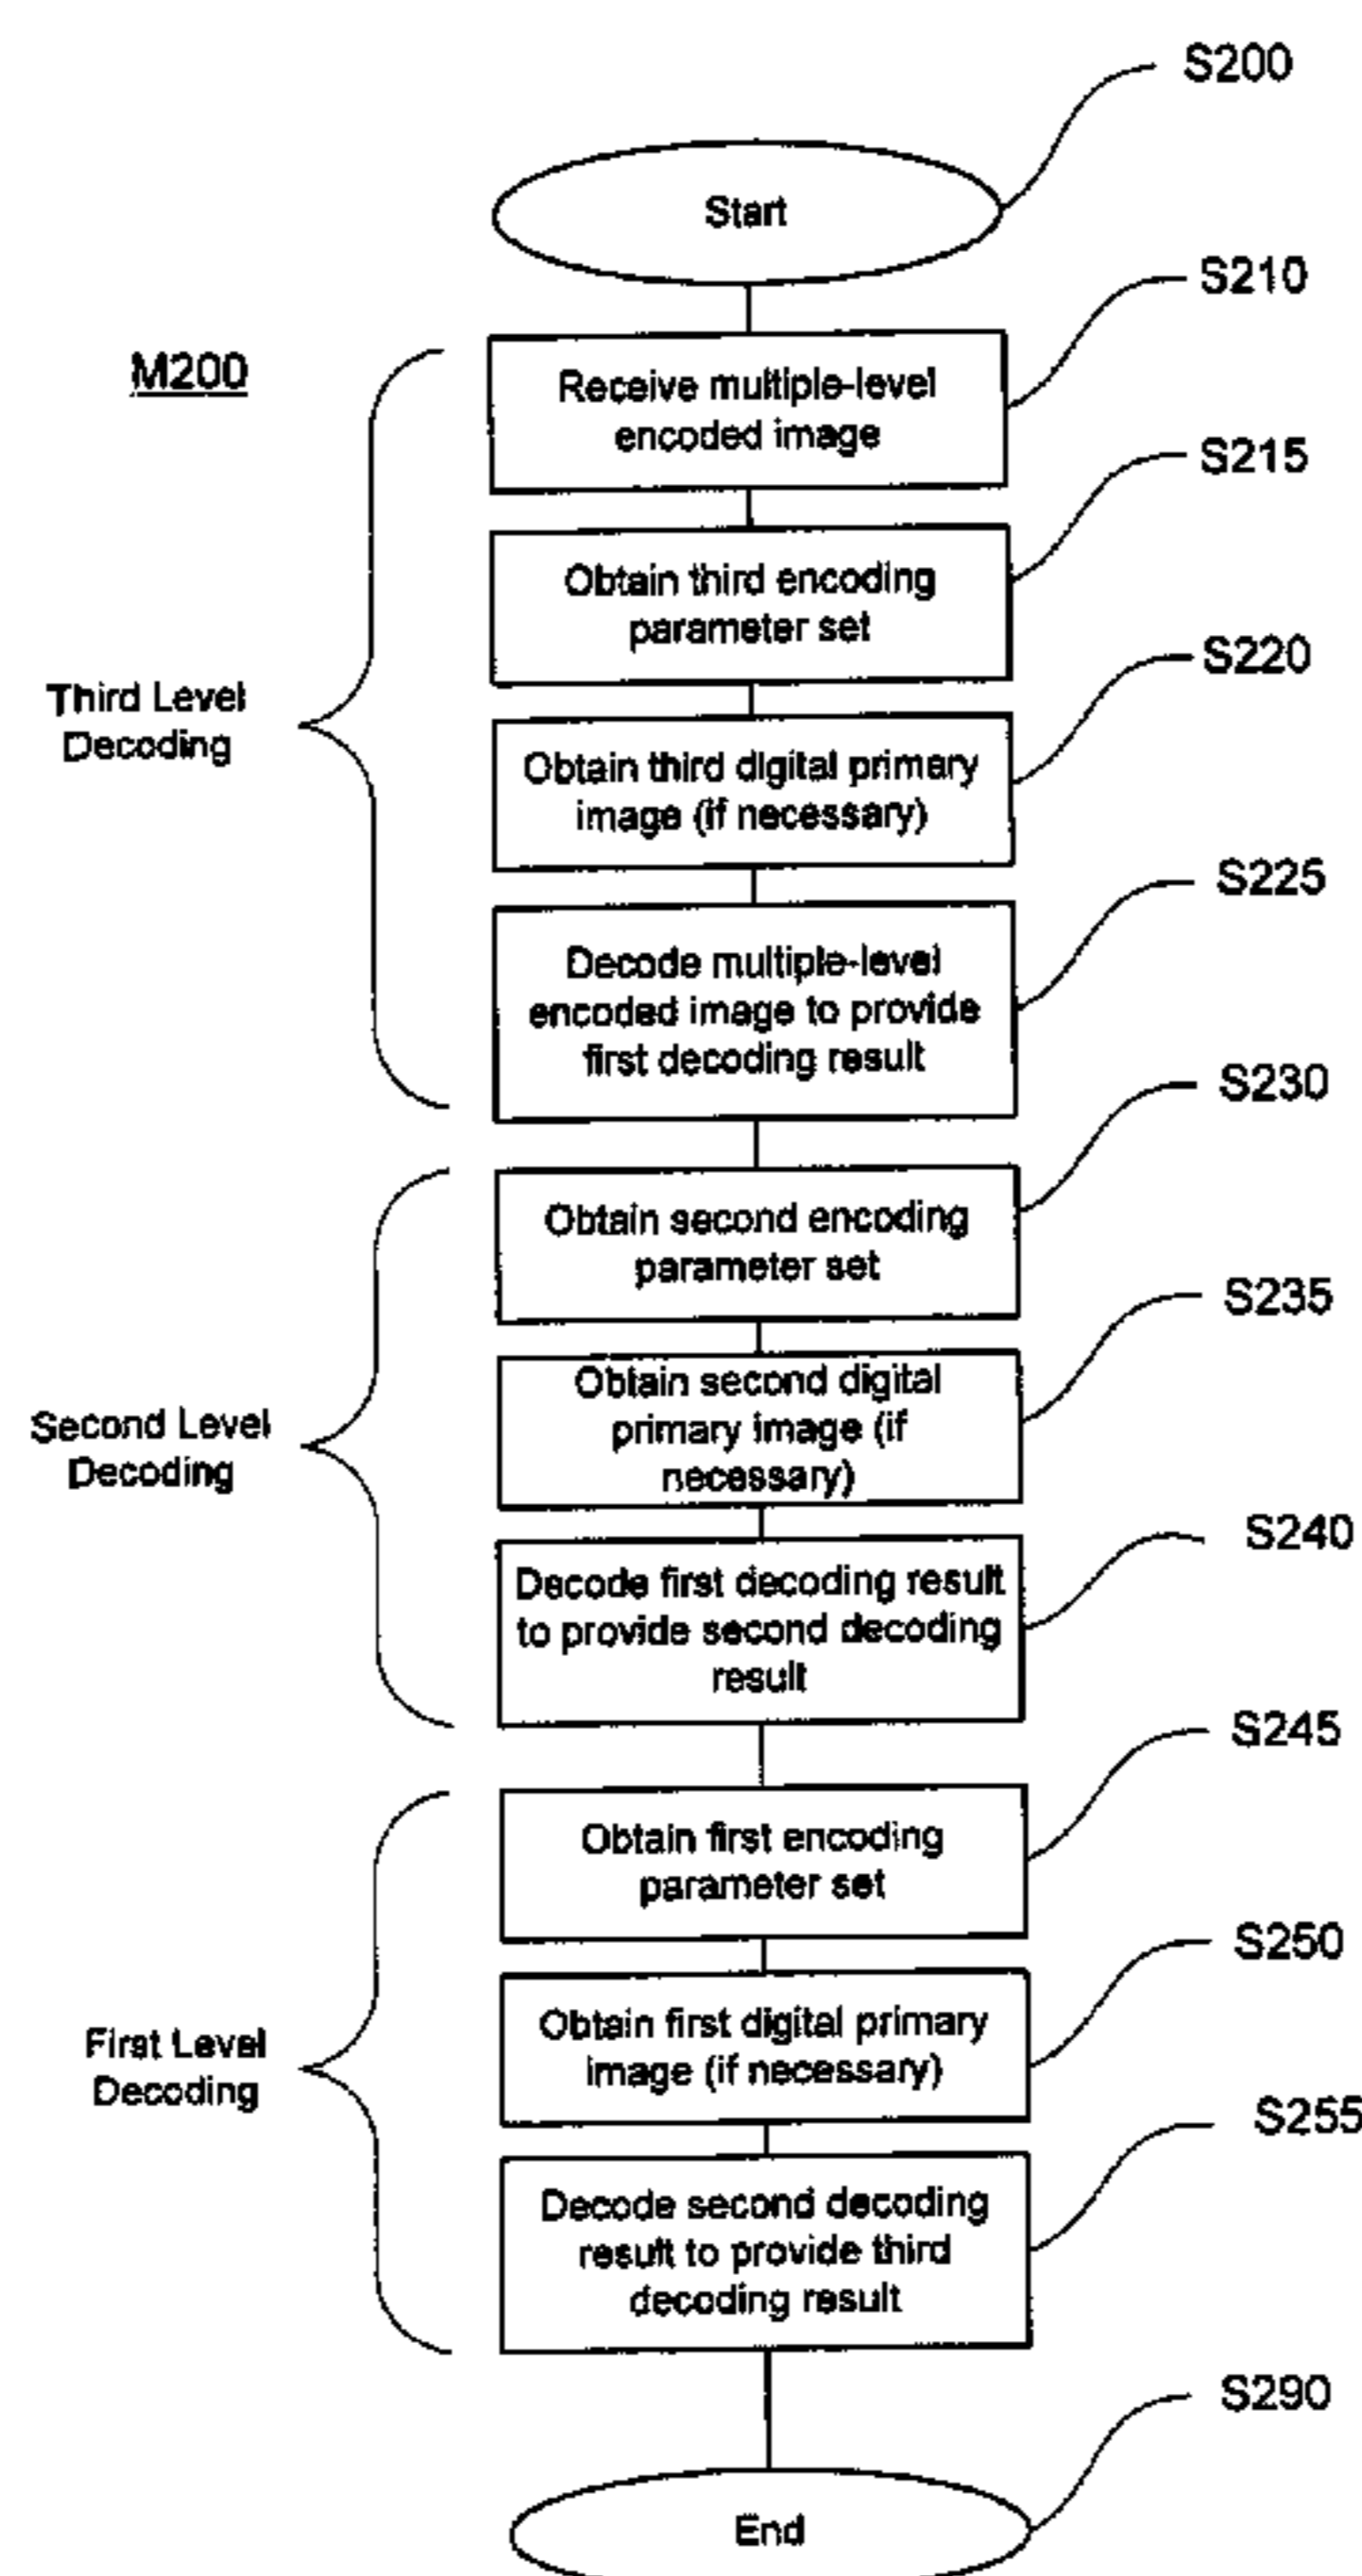 S200
Start
S210
M200
Receive multiple-level
encoded image
S215
Obtain third encoding
parameter set
S220
Third Level
Decoding
Obtain third digital primary
image (if necessary)
S225
Decode multiple-level
encoded image to provide
first decoding result
S230
Obtain second encoding
parameter set
S235
Obtain second digital
primary image (if
necessary)
Second Level
Decoding
S240
Decode first decoding result
to provide second decoding
result
S245
Obtain first encoding
parameter set
S250
Obtain first digital primary
image (if necessary)
First Level
Decoding
S255
Decode second decoding
result to provide third
decoding result
S290
End